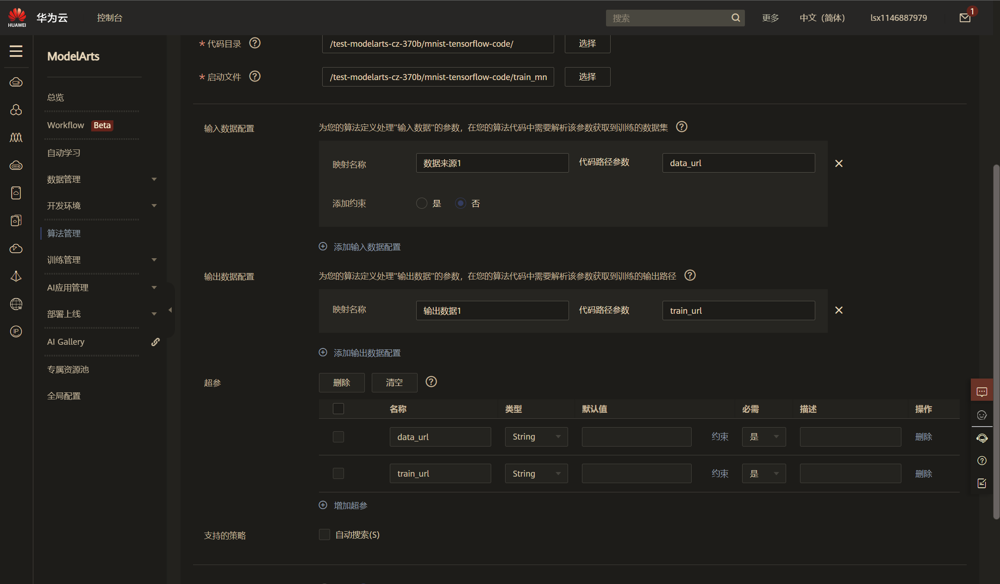 HUAWEI
华为云
控制台
搜索
更多
中文（简体）
lsx1146887979
1
ModelArts
总览
Workflow Beta
自动学习
数据管理
开发环境
算法管理
训练管理
AI应用管理
部署上线
AI Gallery
专属资源池
全局配置
* 代码目录 ?
/test-modelarts-cz-370b/mnist-tensorflow-code/
选择
* 启动文件 ?
/test-modelarts-cz-370b/mnist-tensorflow-code/train_mn
选择
输入数据配置
为您的算法定义处理"输入数据"的参数，在您的算法代码中需要解析该参数获取到训练的数据集 ?
映射名称 数据来源1 代码路径参数 data_url
添加约束 是 否
添加输入数据配置
输出数据配置
为您的算法定义处理"输出数据"的参数，在您的算法代码中需要解析该参数获取到训练的输出路径 ?
映射名称 输出数据1 代码路径参数 train_url
添加输出数据配置
超参 删除 清空 ?
名称 类型 默认值 必需 描述 操作
data_url String 约束 是 删除
train_url String 约束 是 删除
增加超参
支持的策略 自动搜索(S)
IP
W